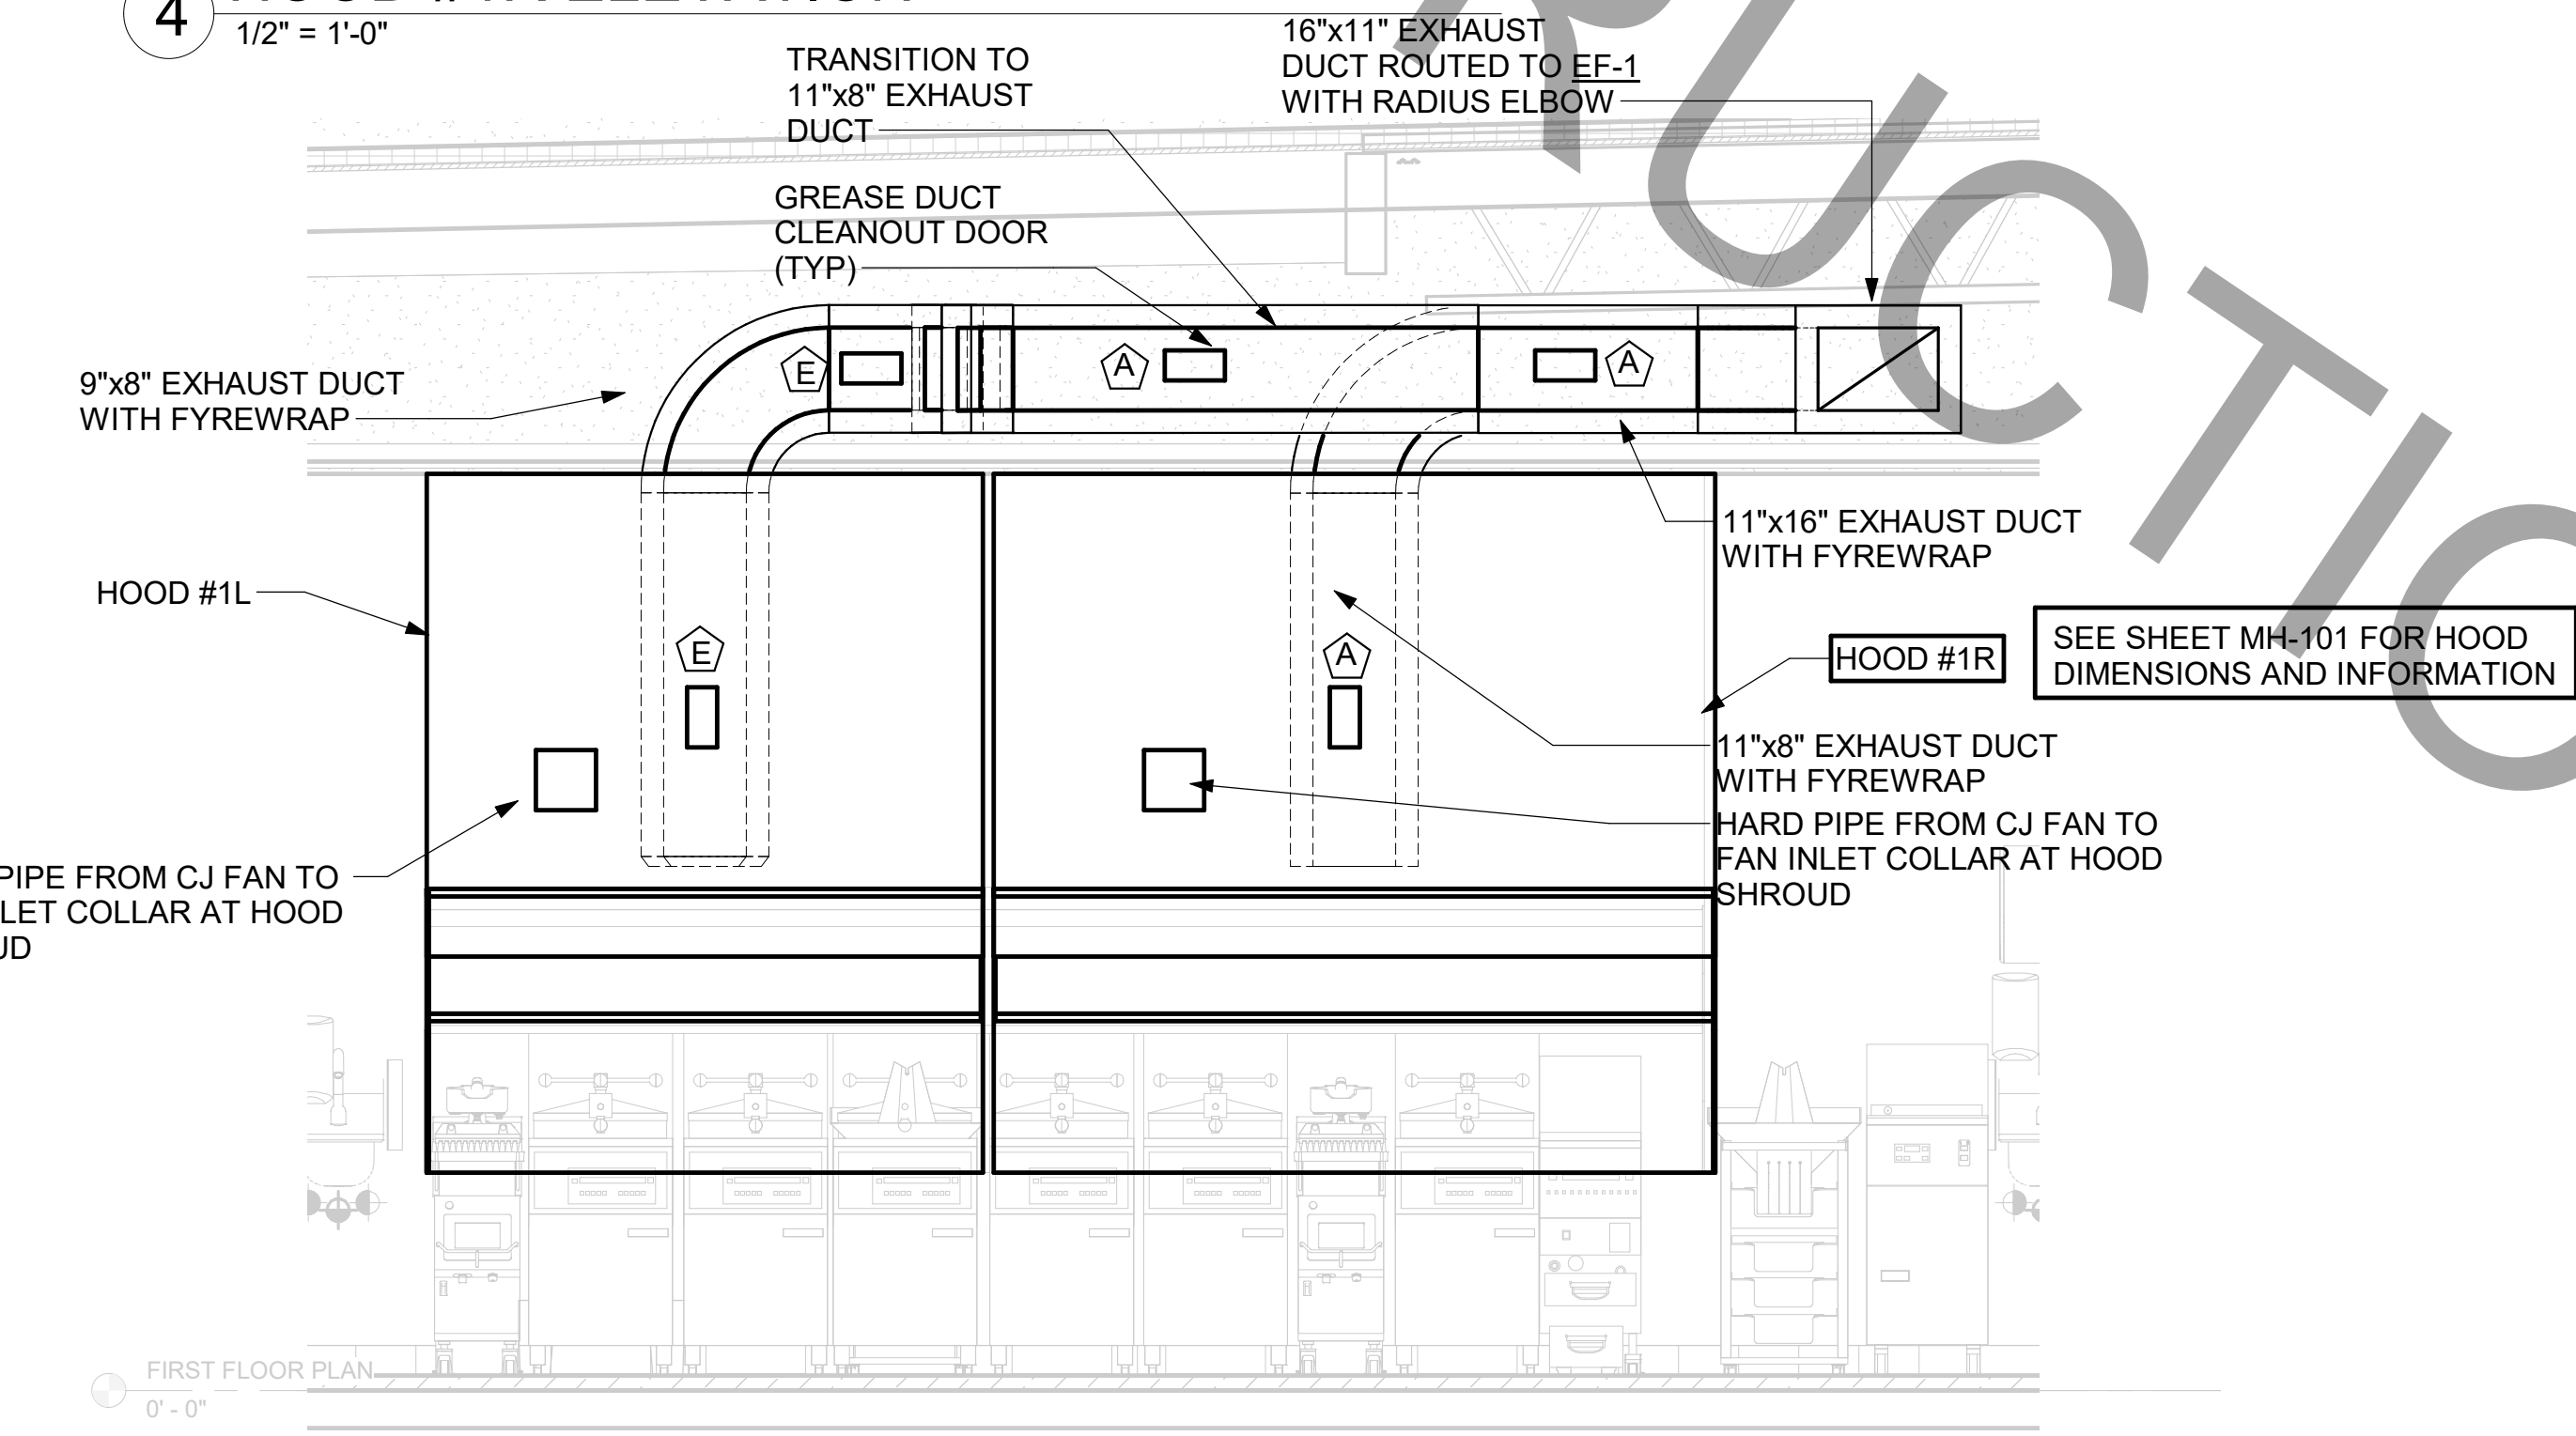 4
1/2" = 1'-0"
16"x11" EXHAUST
DUCT ROUTED TO EF-1
WITH RADIUS ELBOW
TRANSITION TO
11"x8" EXHAUST
DUCT
GREASE DUCT
CLEANOUT DOOR
(TYP)
9"x8" EXHAUST DUCT
WITH FYREWRAP
E
A
A
11"x16" EXHAUST DUCT
WITH FYREWRAP
HOOD #1L
E
A
HOOD #1R
SEE SHEET MH-101 FOR HOOD
DIMENSIONS AND INFORMATION
11"x8" EXHAUST DUCT
WITH FYREWRAP
HARD PIPE FROM CJ FAN TO
FAN INLET COLLAR AT HOOD
SHROUD
PIPE FROM CJ FAN TO
LET COLLAR AT HOOD
UD
FIRST FLOOR PLAN
0' - 0"
RUCTIO